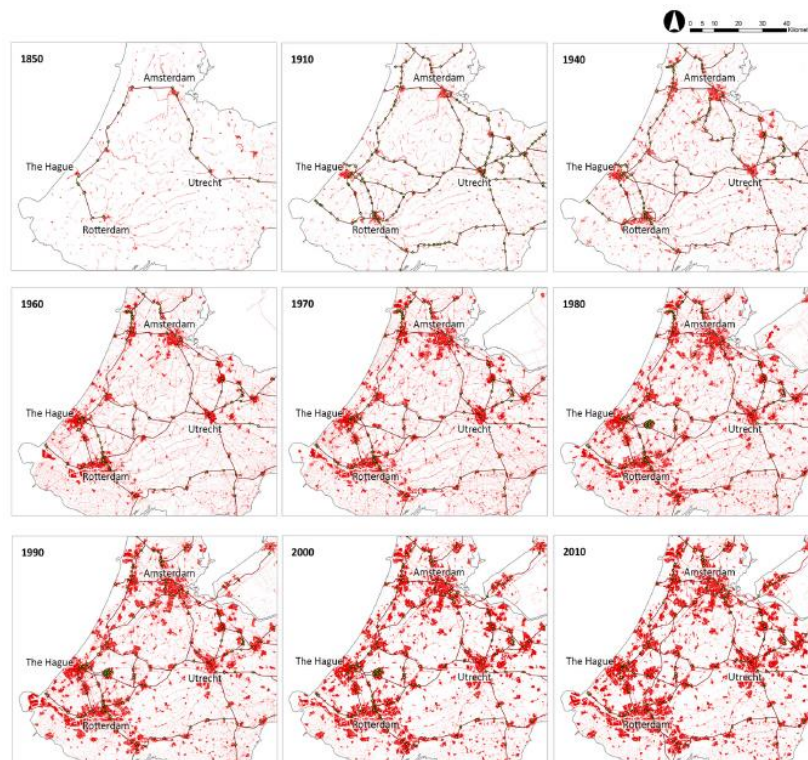 0 5 10 20 30 40
Kilomet
1850
Amsterdam
The Hague
Utrecht
Rotterdam
1910
Amsterdam
The Hague
Utrecht
Rotterdam
1940
Amsterdam
The Hague
Utrecht
Rotterdam
1960
Amsterdam
The Hague
Utrecht
Rotterdam
1970
Amsterdam
The Hague
Utrecht
Rotterdam
1980
Amsterdam
The Hague
Utrecht
Rotterdam
1990
Amsterdam
The Hague
Utrecht
Rotterdam
2000
Amsterdam
The Hague
Utrecht
Rotterdam
2010
Amsterdam
The Hague
Utrecht
Rotterdam